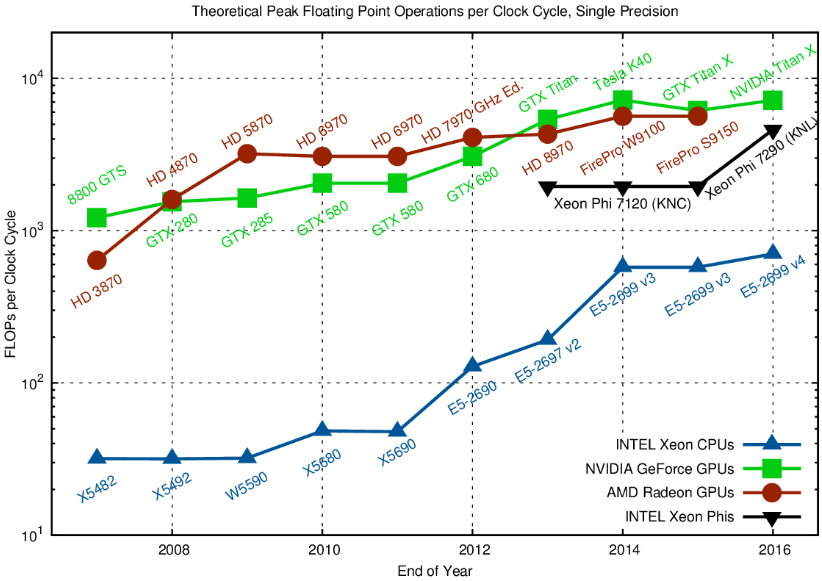 Theoretical Peak Floating Point Operations per Clock Cycle, Single Precision
FLOPs per Clock Cycle
10^4
10^3
10^2
10^1
8800 GTS
HD 4870
HD 5870
HD 6970
HD 6970
HD 7970 GHz Ed.
GTX Titan
Tesla K40
GTX Titan X
NVIDIA Titan X
HD 3870
GTX 280
GTX 285
GTX 580
GTX 580
GTX 680
HD 8970
FirePro W9100
FirePro S9150
Xeon Phi 7120 (KNC)
Xeon Phi 7290 (KNL)
X5482
X5492
W5590
X5680
X5690
E5-2690
E5-2697 v2
E5-2699 v3
E5-2699 v3
E5-2699 v4
INTEL Xeon CPUs
NVIDIA GeForce GPUs
AMD Radeon GPUs
INTEL Xeon Phis
2008
2010
2012
2014
2016
End of Year